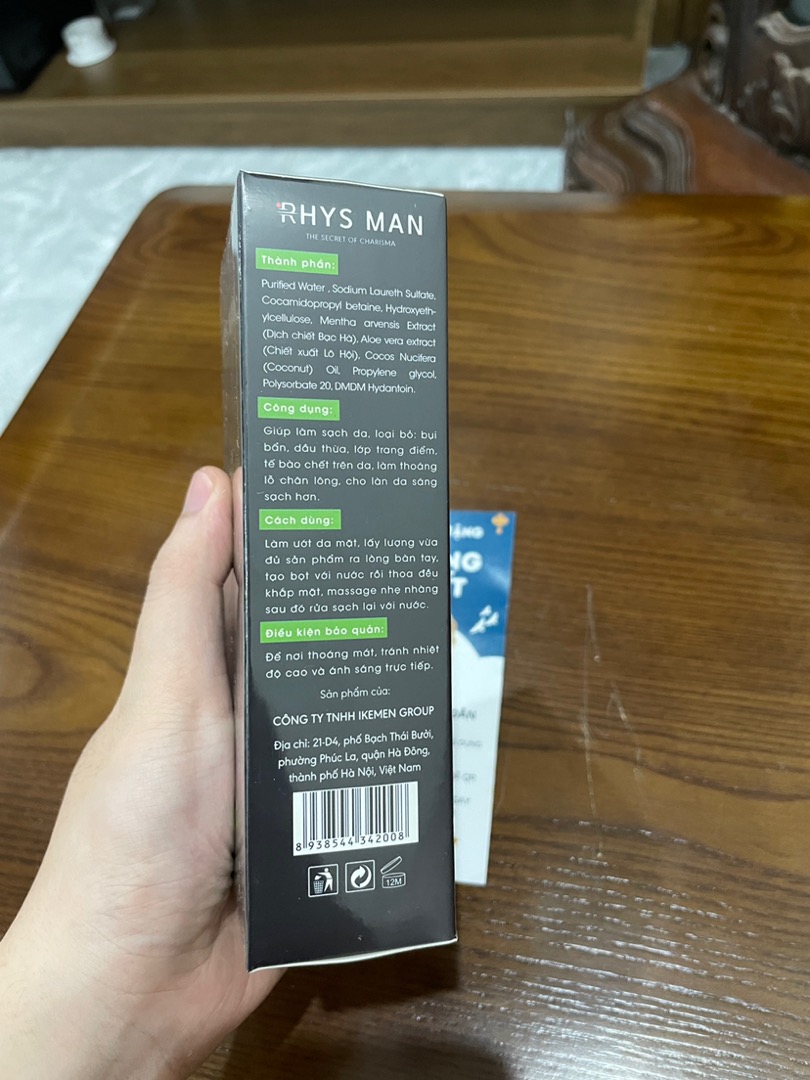 RHYS MAN
THE SECRET OF CHARISMA
Thành phần:
Purified Water , Sodium Laureth Sulfate,
Cocamidopropyl betaine, Hydroxyeth-
ylcellulose, Mentha arvensis Extract
(Dịch chiết Bạc Hà), Aloe vera extract
(Chiết xuất Lô Hội), Cocos Nucifera
(Coconut) Oil, Propylene glycol,
Polysorbate 20, DMDM Hydantoin.
Công dụng:
Giúp làm sạch da, loại bỏ: bụi
bẩn, dầu thừa, lớp trang điểm,
tế bào chết trên da, làm thoáng
lỗ chân lông, cho làn da sáng
sạch hơn.
Cách dùng:
Làm ướt da mặt, lấy lượng vừa
đủ sản phẩm ra lòng bàn tay,
tạo bọt với nước rồi thoa đều
khắp mặt, massage nhẹ nhàng
sau đó rửa sạch lại với nước.
Điều kiện bảo quản:
Để nơi thoáng mát, tránh nhiệt
độ cao và ánh sáng trực tiếp.
Sản phẩm của:
CÔNG TY TNHH IKEMEN GROUP
Địa chỉ: 21-D4, phố Bạch Thái Bưởi,
phường Phúc La, quận Hà Đông,
thành phố Hà Nội, Việt Nam
8 938544 342008
12M